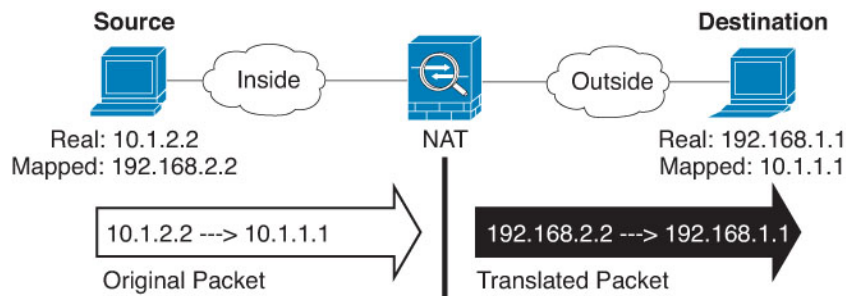 Source
Destination
Inside
Outside
NAT
Real: 10.1.2.2
Mapped: 192.168.2.2
Real: 192.168.1.1
Mapped: 10.1.1.1
10.1.2.2 ---> 10.1.1.1
192.168.2.2 ---> 192.168.1.1
Original Packet
Translated Packet